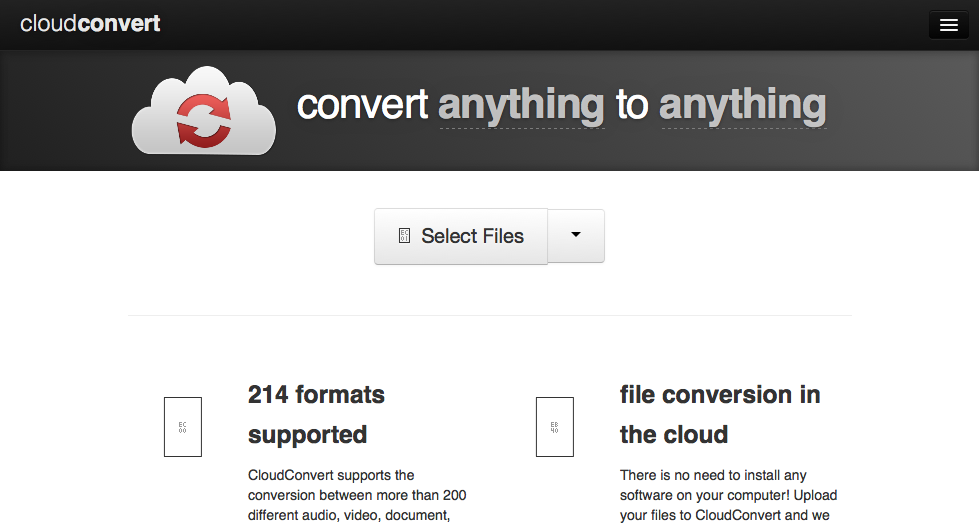 cloudconvert
convert anything to anything
Select Files
214 formats
supported
CloudConvert supports the
conversion between more than 200
different audio, video, document,
file conversion in
the cloud
There is no need to install any
software on your computer! Upload
your files to CloudConvert and we